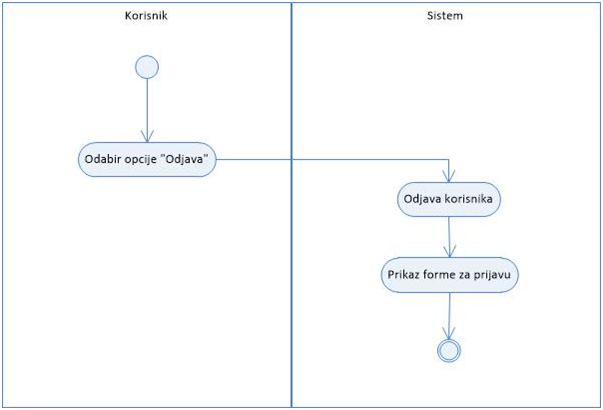 Korisnik
Sistem
Odabir opcije "Odjava"
Odjava korisnika
Prikaz forme za prijavu